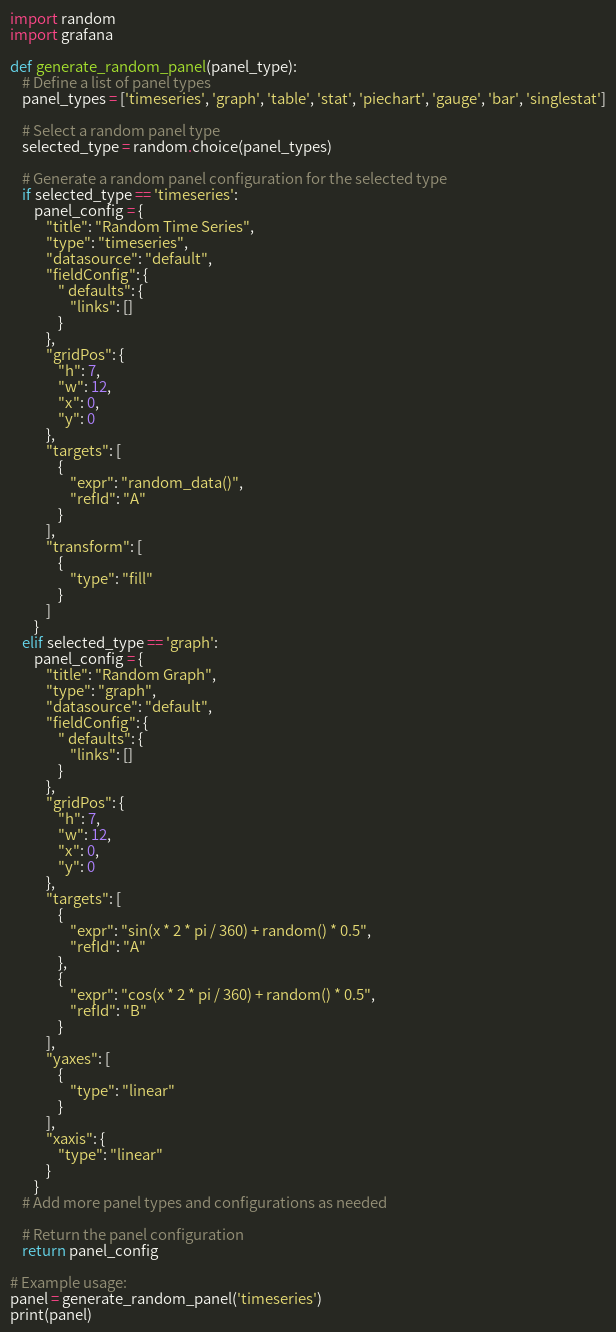 import random
import grafana

def generate_random_panel(panel_type):
    # Define a list of panel types
    panel_types = ['timeseries', 'graph', 'table', 'stat', 'piechart', 'gauge', 'bar', 'singlestat']

    # Select a random panel type
    selected_type = random.choice(panel_types)

    # Generate a random panel configuration for the selected type
    if selected_type == 'timeseries':
        panel_config = {
            "title": "Random Time Series",
            "type": "timeseries",
            "datasource": "default",
            "fieldConfig": {
                " defaults": {
                    "links": []
                }
            },
            "gridPos": {
                "h": 7,
                "w": 12,
                "x": 0,
                "y": 0
            },
            "targets": [
                {
                    "expr": "random_data()",
                    "refId": "A"
                }
            ],
            "transform": [
                {
                    "type": "fill"
                }
            ]
        }
    elif selected_type == 'graph':
        panel_config = {
            "title": "Random Graph",
            "type": "graph",
            "datasource": "default",
            "fieldConfig": {
                " defaults": {
                    "links": []
                }
            },
            "gridPos": {
                "h": 7,
                "w": 12,
                "x": 0,
                "y": 0
            },
            "targets": [
                {
                    "expr": "sin(x * 2 * pi / 360) + random() * 0.5",
                    "refId": "A"
                },
                {
                    "expr": "cos(x * 2 * pi / 360) + random() * 0.5",
                    "refId": "B"
                }
            ],
            "yaxes": [
                {
                    "type": "linear"
                }
            ],
            "xaxis": {
                "type": "linear"
            }
        }
    # Add more panel types and configurations as needed

    # Return the panel configuration
    return panel_config

# Example usage:
panel = generate_random_panel('timeseries')
print(panel)